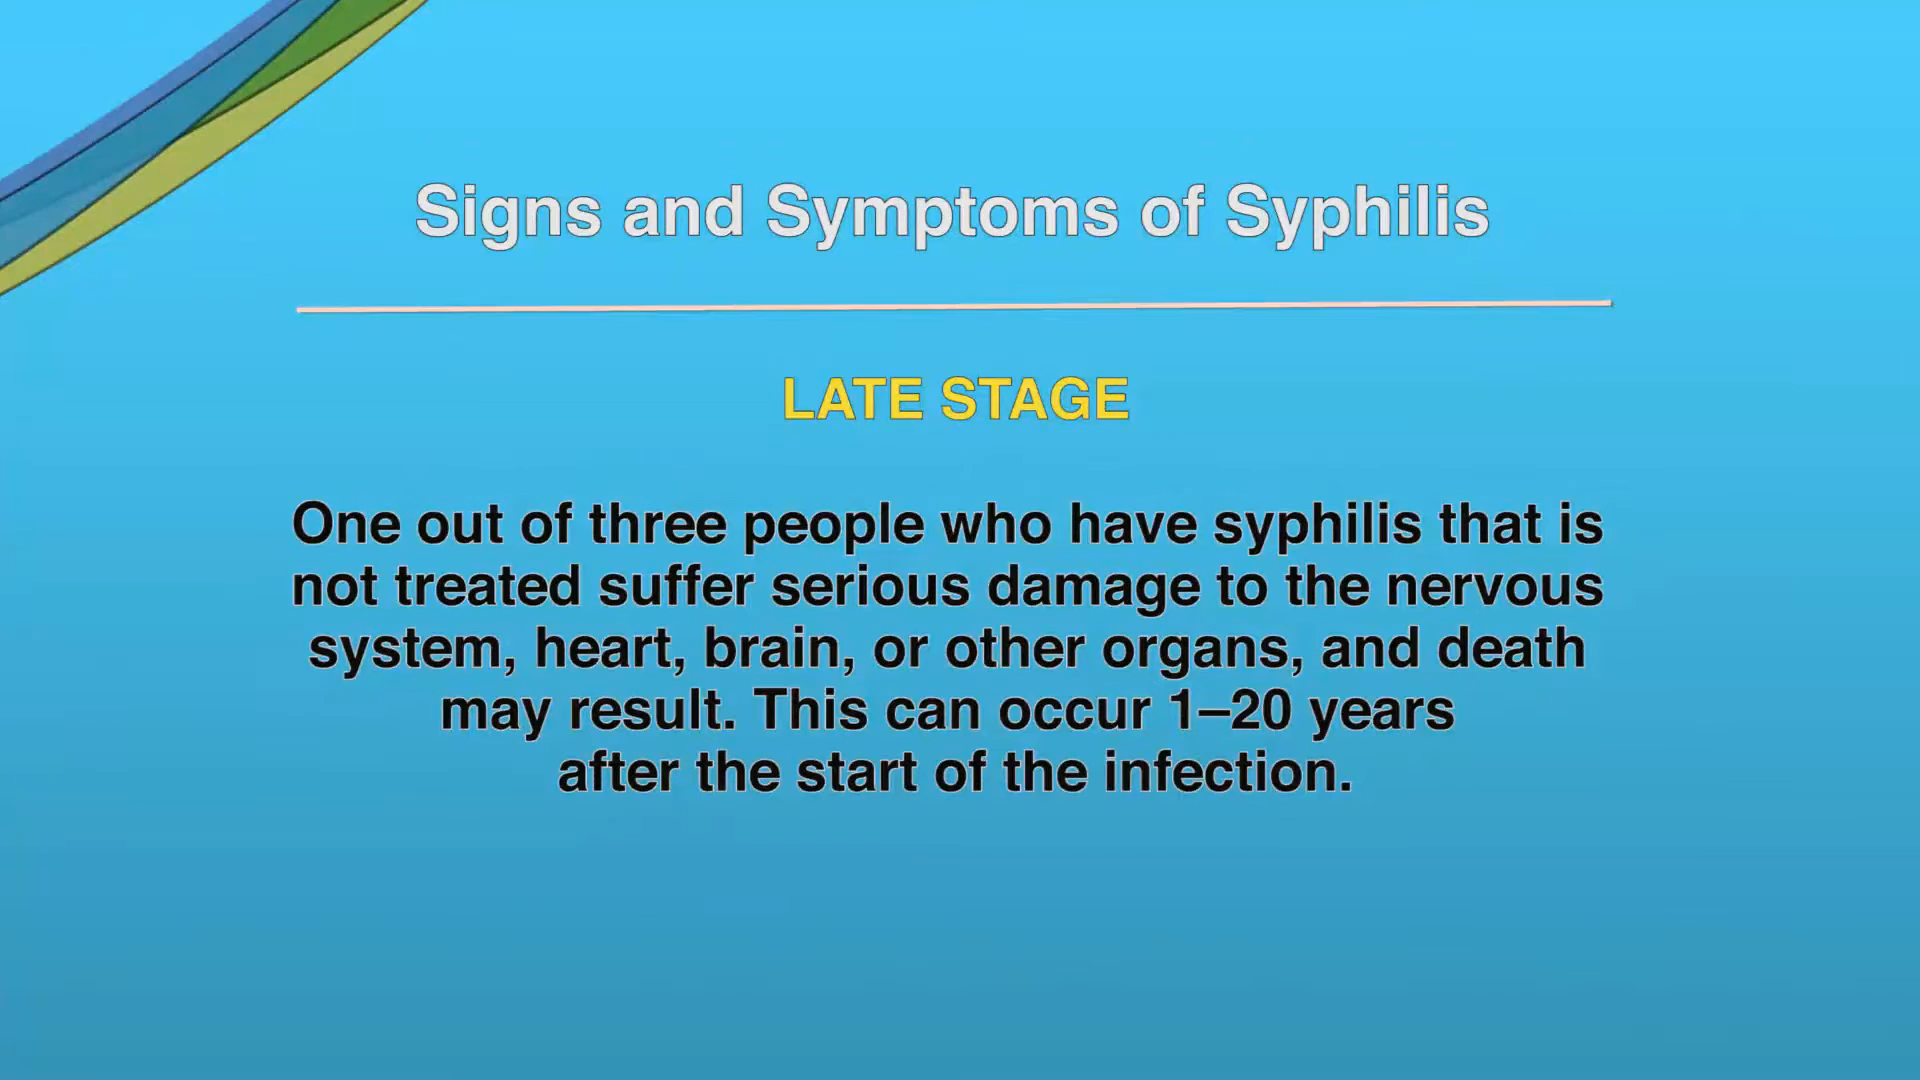 Signs and Symptoms of Syphilis
LATE STAGE
One out of three people who have syphilis that is
not treated suffer serious damage to the nervous
system, heart, brain, or other organs, and death
may result. This can occur 1–20 years
after the start of the infection.